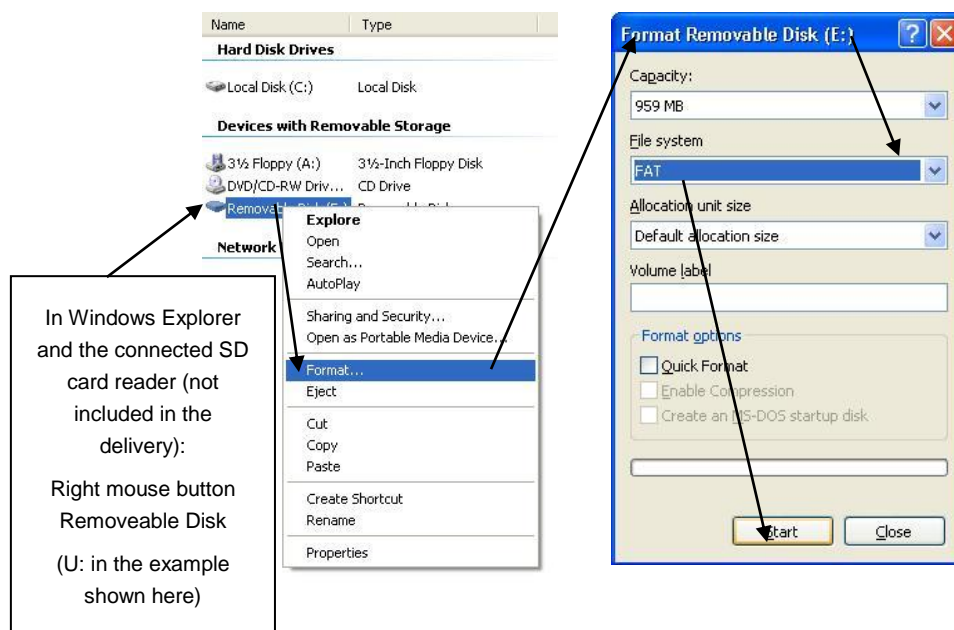 Name Type
Hard Disk Drives
Local Disk (C:) Local Disk
Devices with Removable Storage
3½ Floppy (A:) 3½-Inch Floppy Disk
DVD/CD-RW Driv... CD Drive
Removable Disk (E:) Removable Disk
Network
Explore
Open
Search...
AutoPlay
Sharing and Security...
Open as Portable Media Device...
Format...
Eject
Cut
Copy
Paste
Create Shortcut
Rename
Properties
In Windows Explorer
and the connected SD
card reader (not
included in the
delivery):
Right mouse button
Removeable Disk
(U: in the example
shown here)
Format Removable Disk (E:)
Capacity:
959 MB
File system
FAT
Allocation unit size
Default allocation size
Volume label
Format options
Quick Format
Enable Compression
Create an MS-DOS startup disk
Start Close